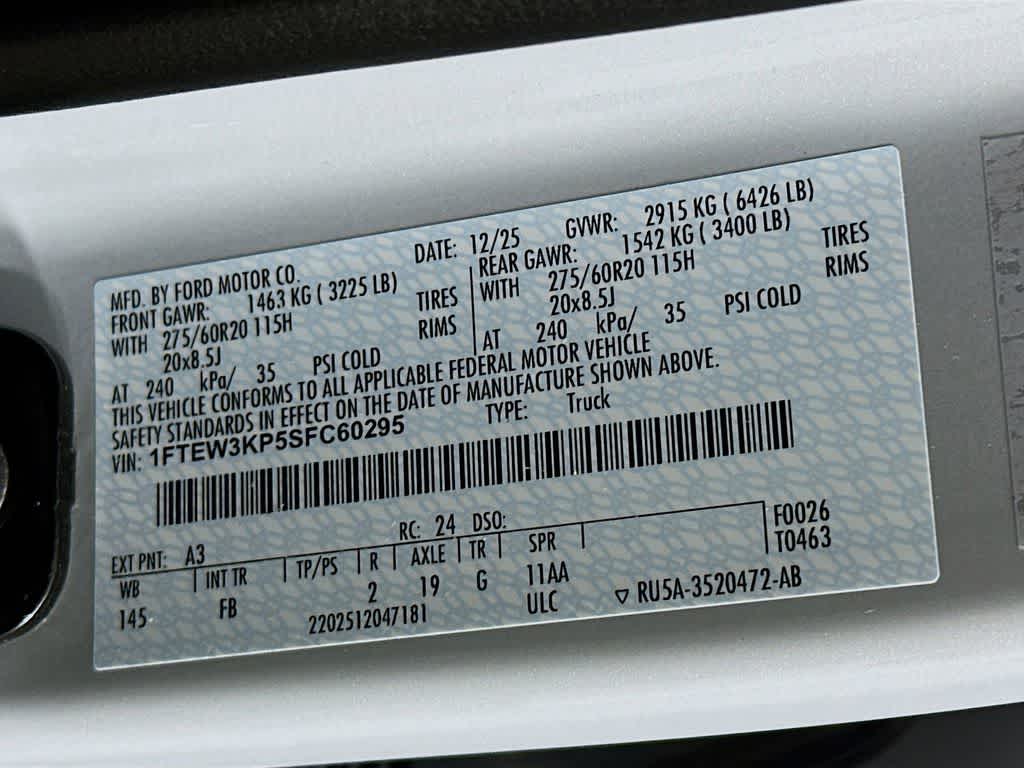 MFD. BY FORD MOTOR CO. DATE: 12/25 GVWR: 2915 KG ( 6426 LB)
FRONT GAWR: 1463 KG ( 3225 LB) REAR GAWR: 1542 KG ( 3400 LB)
WITH 275/60R20 115H TIRES WITH 275/60R20 115H TIRES
20x8.5J RIMS 20x8.5J RIMS
AT 240 kPa/ 35 PSI COLD AT 240 kPa/ 35 PSI COLD
THIS VEHICLE CONFORMS TO ALL APPLICABLE FEDERAL MOTOR VEHICLE
SAFETY STANDARDS IN EFFECT ON THE DATE OF MANUFACTURE SHOWN ABOVE.
VIN: 1FTEW3KP5SFC60295 TYPE: Truck
F0026
EXT PNT: A3 RC: 24 DSO: T0463
WB INT TR TP/PS R AXLE TR SPR
145 FB 2 19 G 11AA
2202512047181 ULC ▽ RU5A-3520472-AB